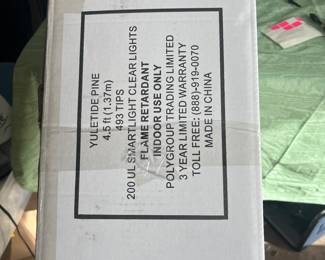 YULETIDE PINE
4.5 ft (1.37m)
493 TIPS
200 UL SMARTLIGHT CLEAR LIGHTS
FLAME RETARDANT
INDOOR USE ONLY
POLYGROUP TRADING LIMITED
3 YEAR LIMITED WARRANTY
TOLL FREE: (888)-919-0070
MADE IN CHINA